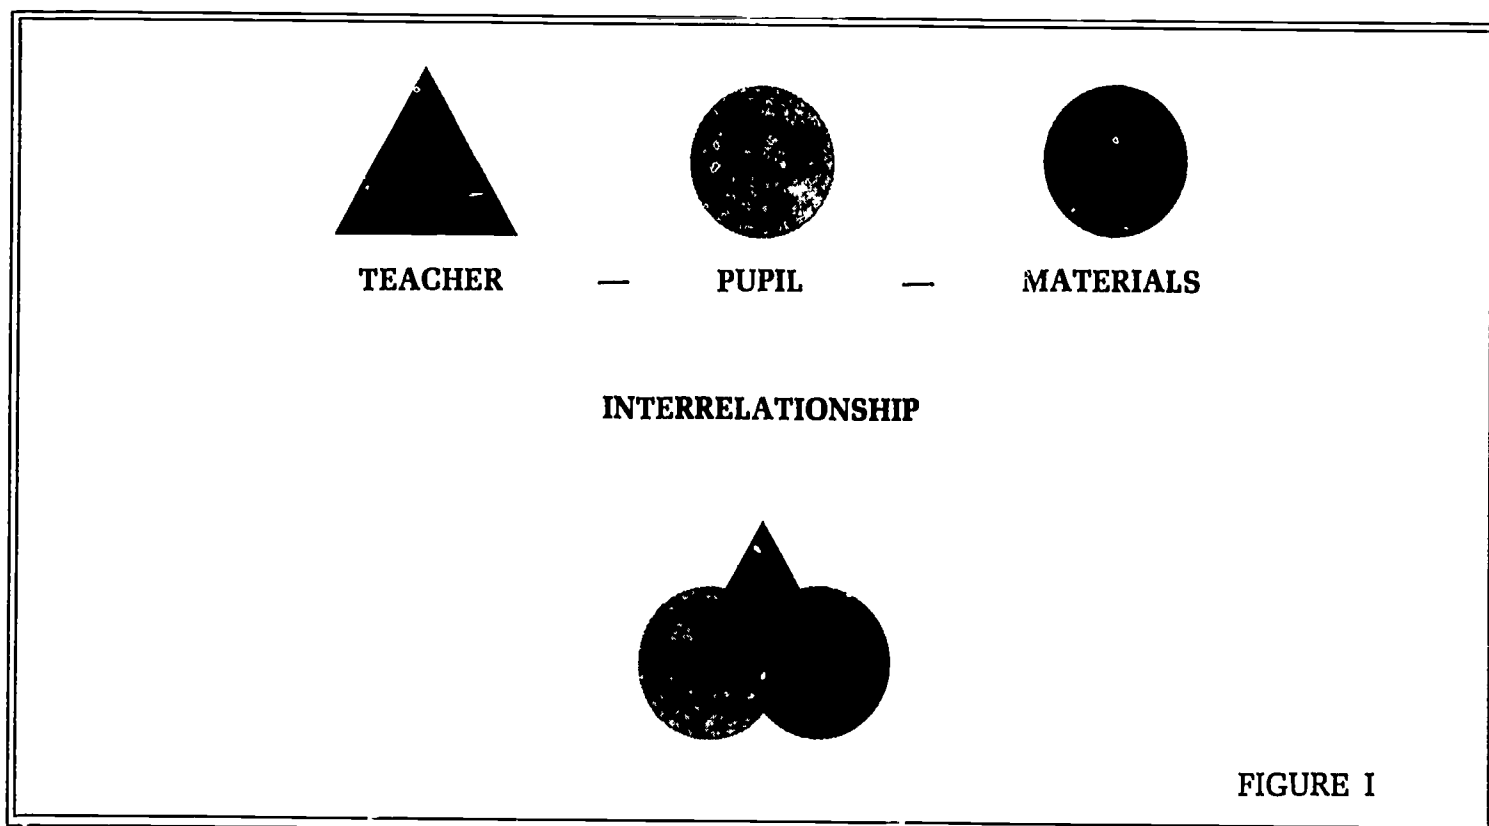 TEACHER — PUPIL — MATERIALS
INTERRELATIONSHIP
FIGURE I